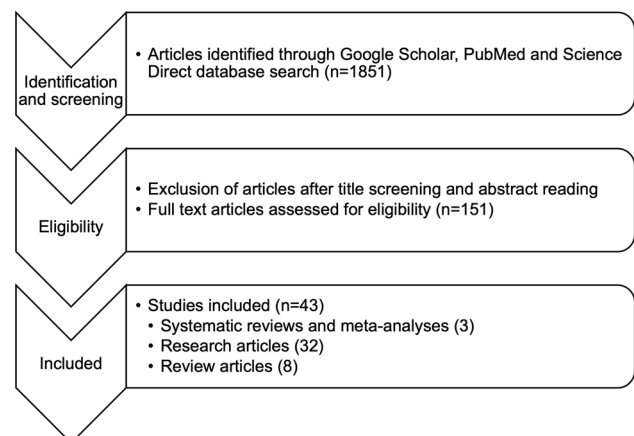 Identification
and screening
• Articles identified through Google Scholar, PubMed and Science
Direct database search (n=1851)
Eligibility
• Exclusion of articles after title screening and abstract reading
• Full text articles assessed for eligibility (n=151)
Included
• Studies included (n=43)
• Systematic reviews and meta-analyses (3)
• Research articles (32)
• Review articles (8)